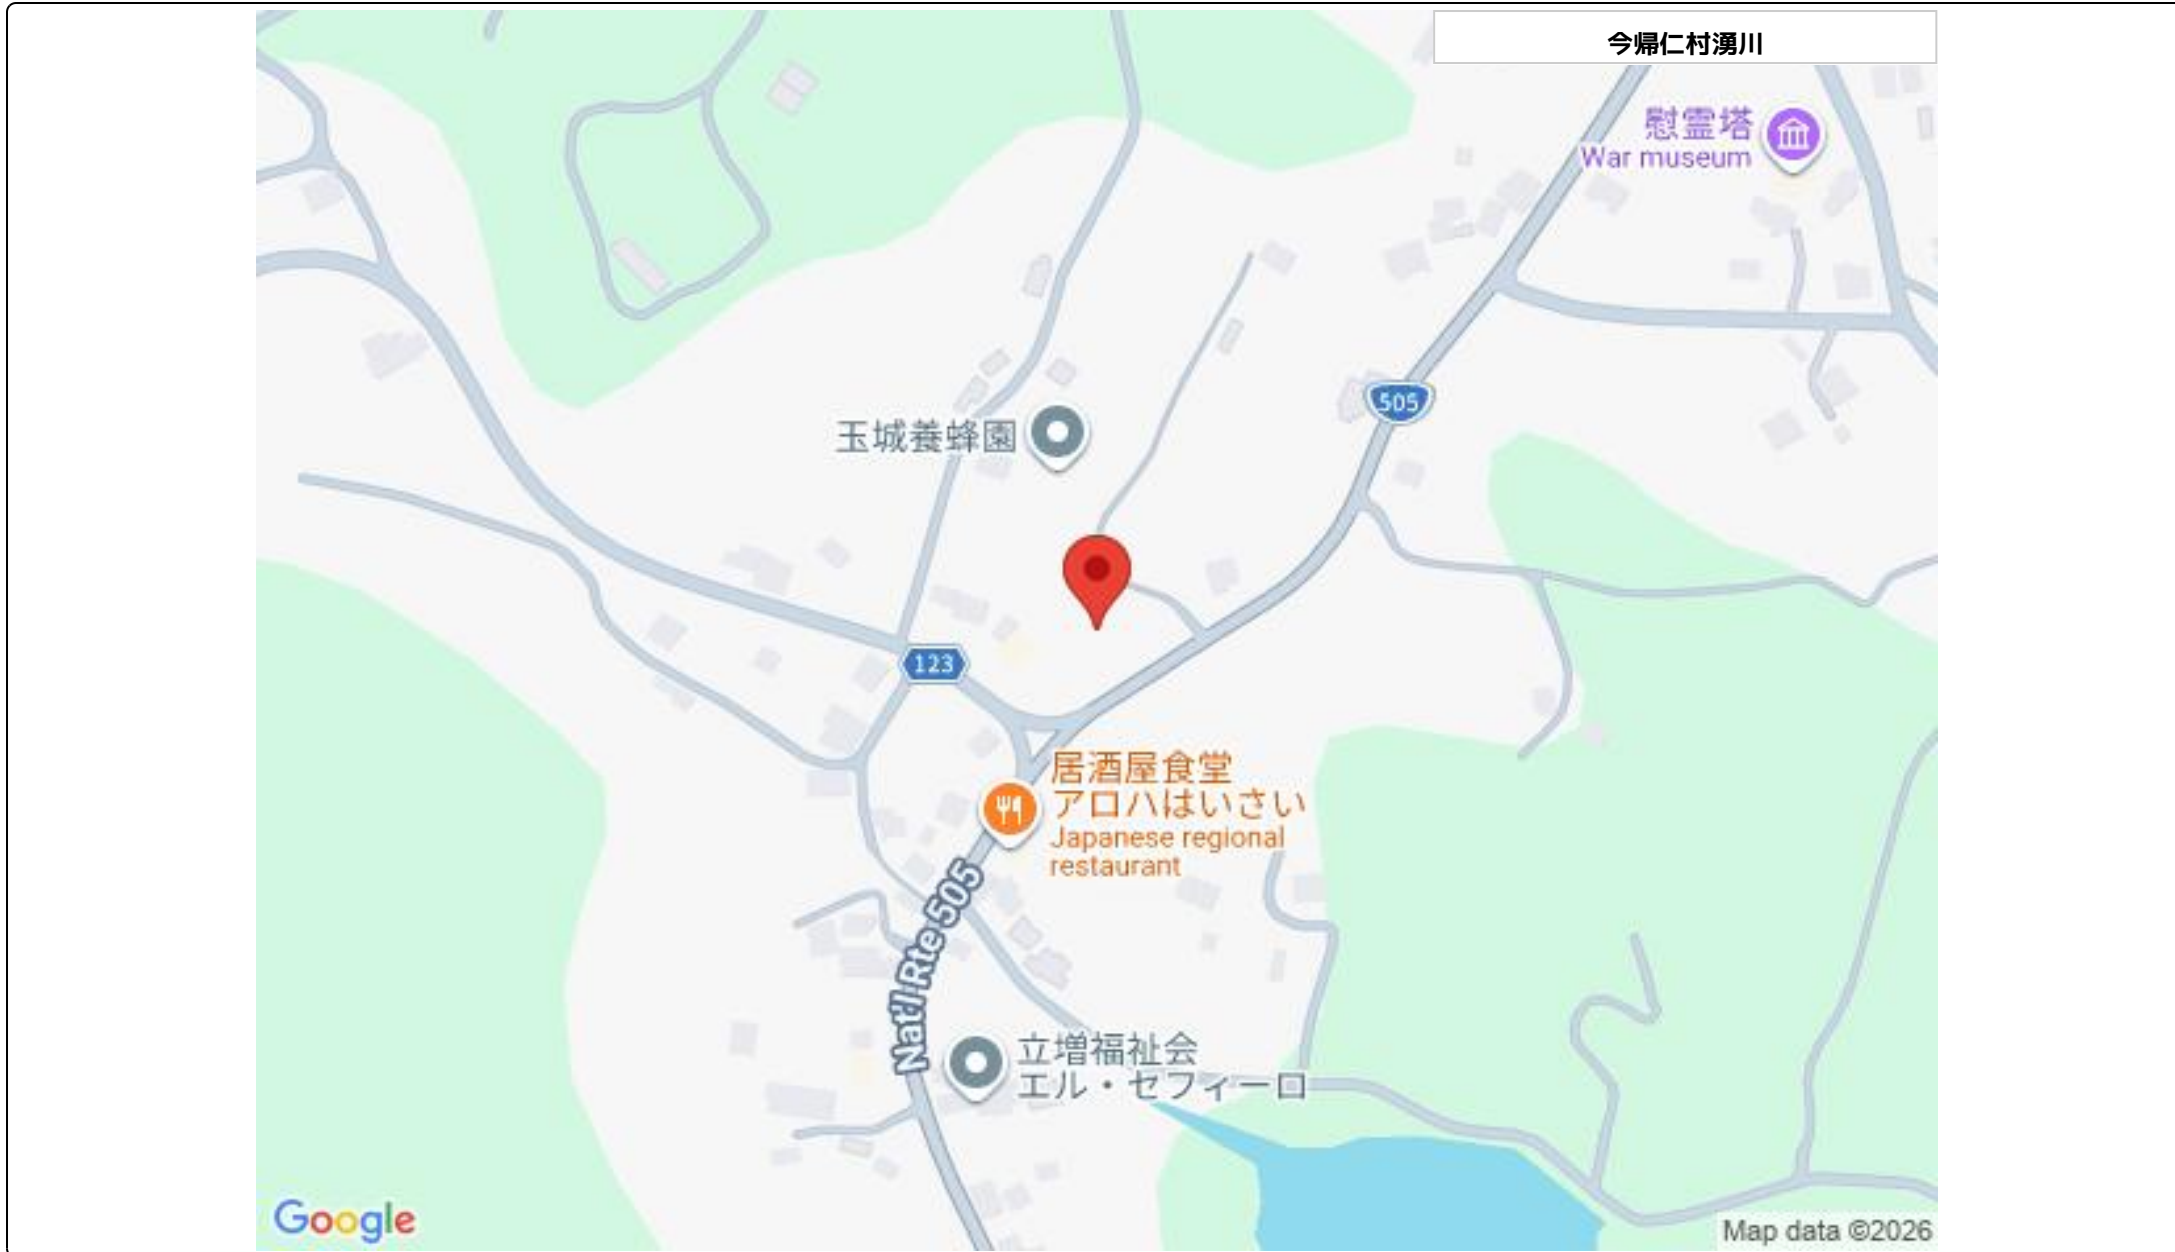 今帰仁村湧川
慰霊塔
War museum
505
玉城養蜂園
123
居酒屋食堂
アロハはいさい
Japanese regional
restaurant
Nat'l Rte 505
立増福祉会
エル・セフィーロ
Google
Map data ©2026